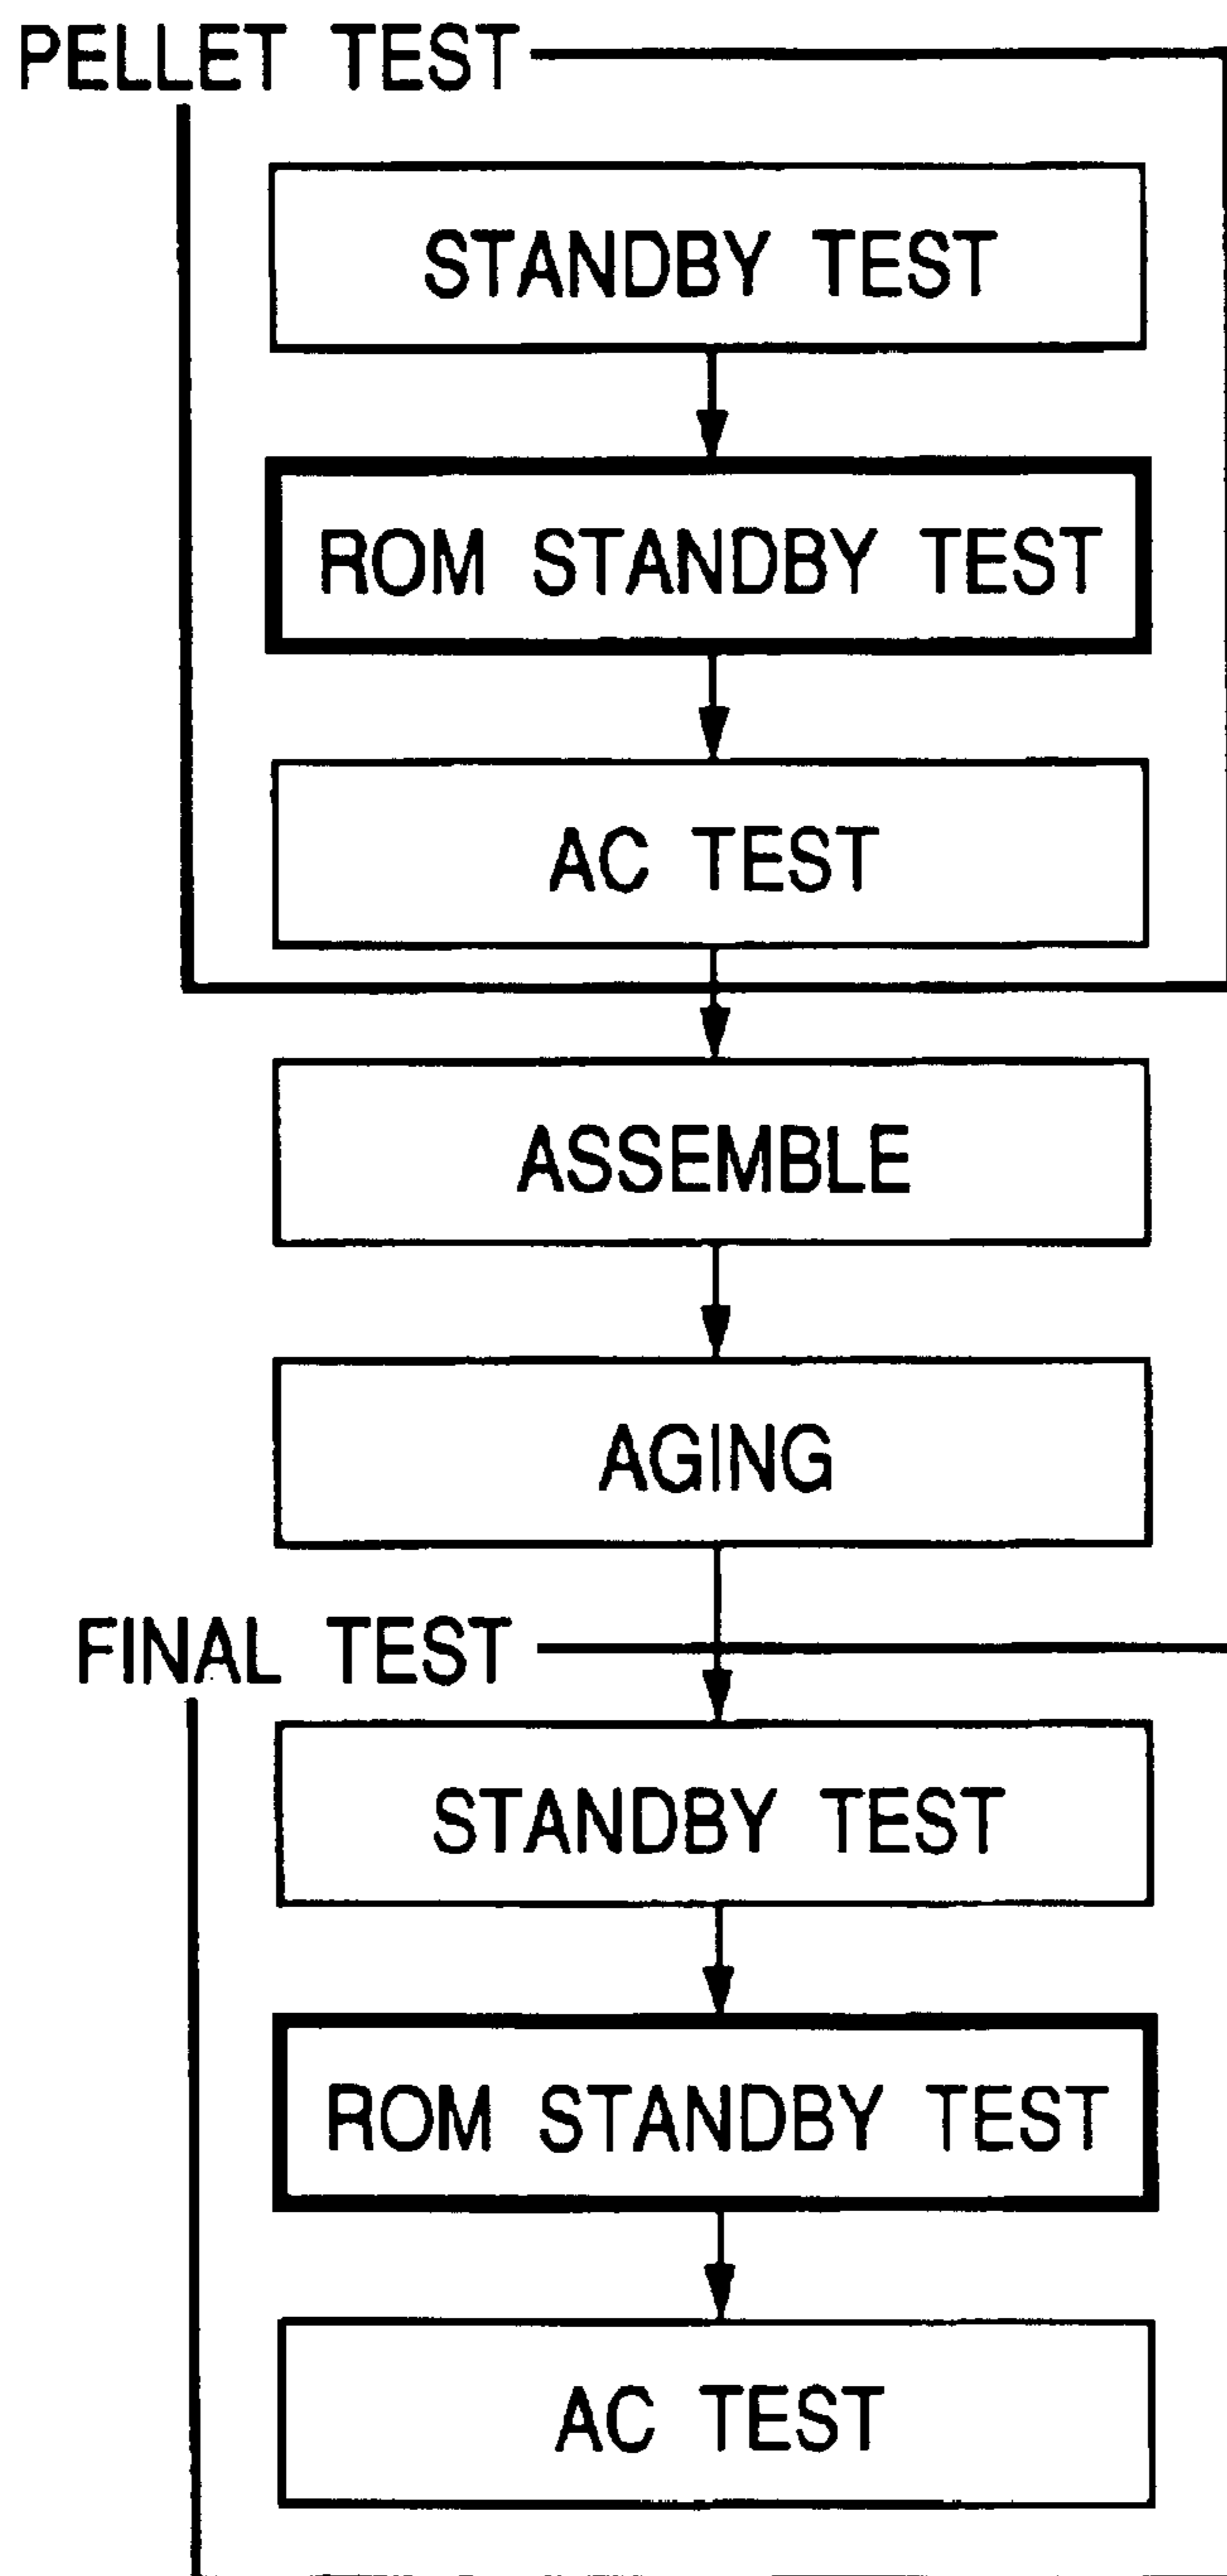 PELLET TEST
STANDBY TEST
ROM STANDBY TEST
AC TEST
ASSEMBLE
AGING
FINAL TEST
STANDBY TEST
ROM STANDBY TEST
AC TEST